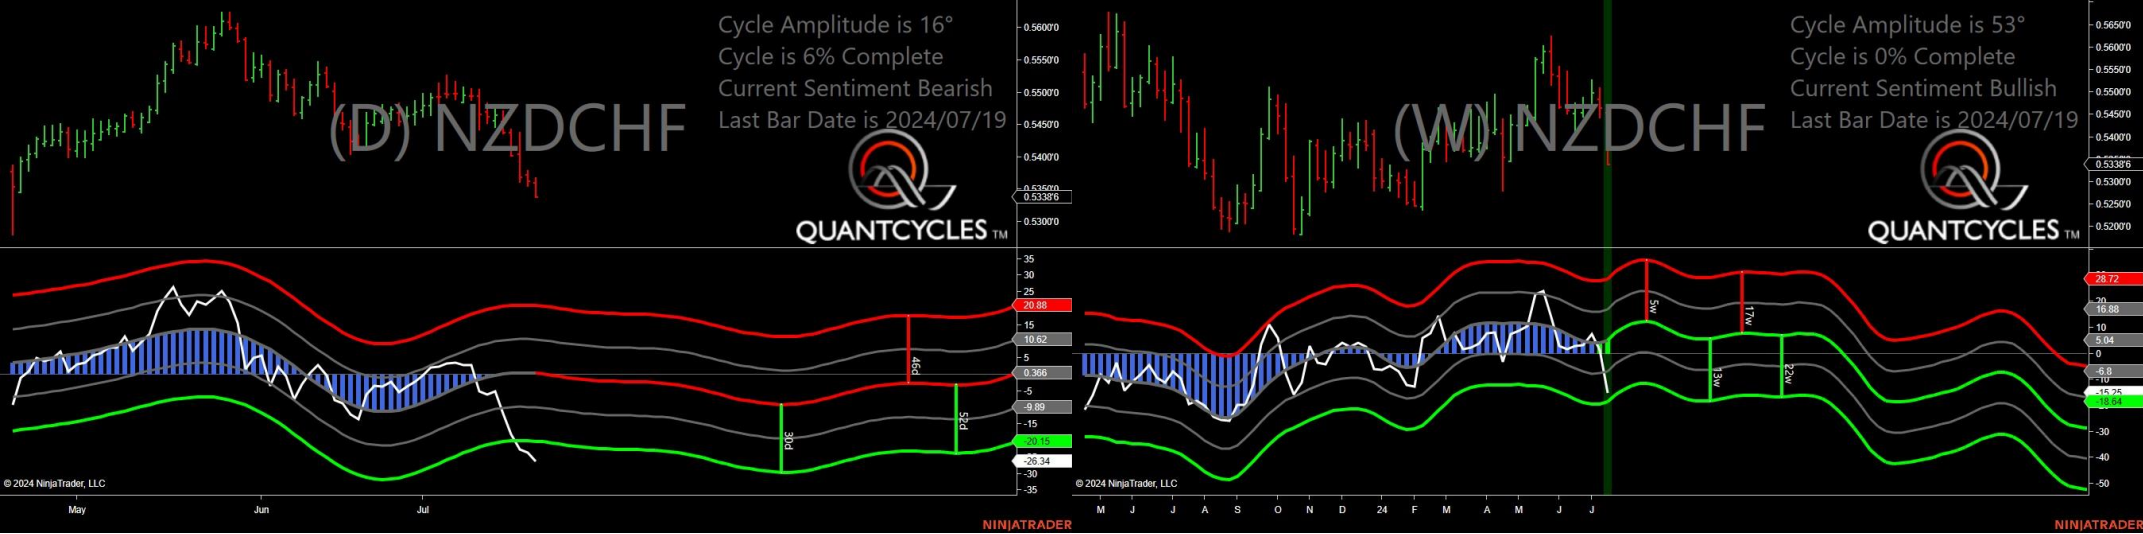 Cycle Amplitude is 16°
Cycle is 6% Complete
Current Sentiment Bearish
Last Bar Date is 2024/07/19
(D) NZDCHF
QUANTCYCLES TM
0.5600'0
0.5550'0
0.5500'0
0.5450'0
0.5400'0
0.5338'6
0.5300'0
35
30
25
20.88
15
10.62
5
0.366
-5
-9.89
-15
-20.15
-26.34
-30
-35
46d
30d
52d
© 2024 NinjaTrader, LLC
May
Jun
Jul
NINJATRADER
Cycle Amplitude is 53°
Cycle is 0% Complete
Current Sentiment Bullish
Last Bar Date is 2024/07/19
(W) NZDCHF
QUANTCYCLES TM
0.5650'0
0.5600'0
0.5550'0
0.5500'0
0.5450'0
0.5400'0
0.5338'6
0.5300'0
0.5250'0
0.5200'0
28.72
20
16.88
10
5.04
0
-6.8
-10
-15.25
-18.64
-30
-40
-50
5w
17w
13w
22w
© 2024 NinjaTrader, LLC
M
J
J
A
S
O
N
D
24
F
M
A
M
J
J
NINJATRADER